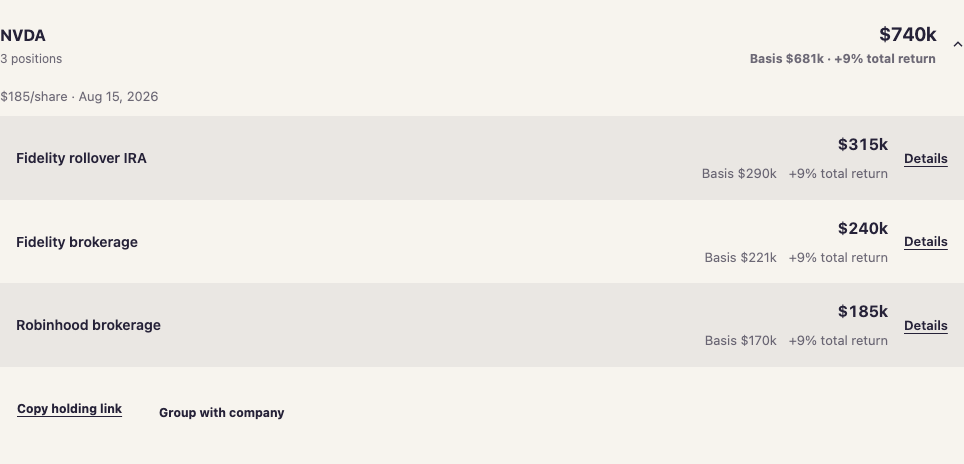 NVDA
$740k
3 positions
Basis $681k · +9% total return
$185/share · Aug 15, 2026
Fidelity rollover IRA
$315k
Basis $290k +9% total return
Details
Fidelity brokerage
$240k
Basis $221k +9% total return
Details
Robinhood brokerage
$185k
Basis $170k +9% total return
Details
Copy holding link
Group with company